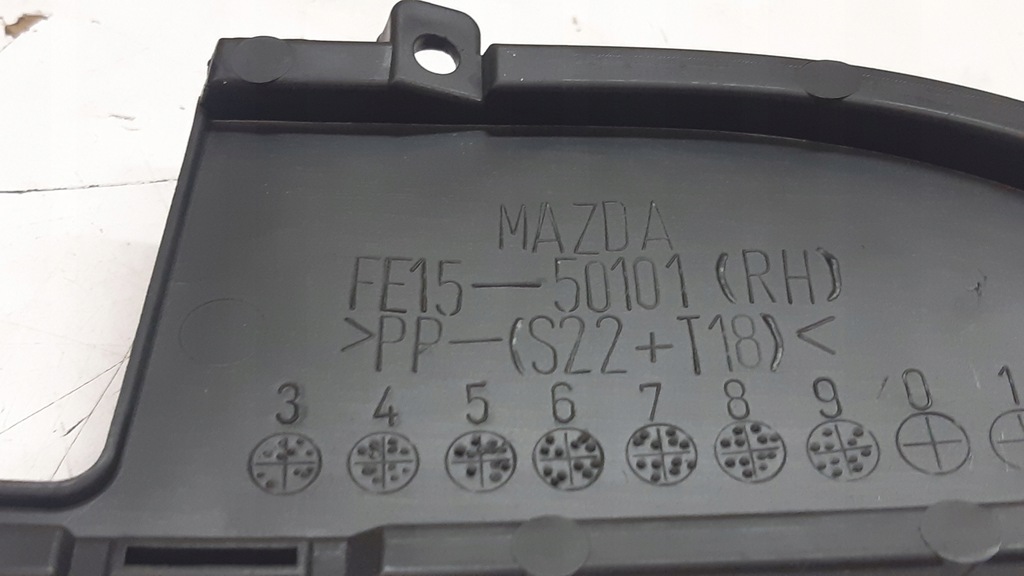 MAZDA
FE15-50101 (RH)
>PP-(S22+T18)<
3 4 5 6 7 8 9 0 1